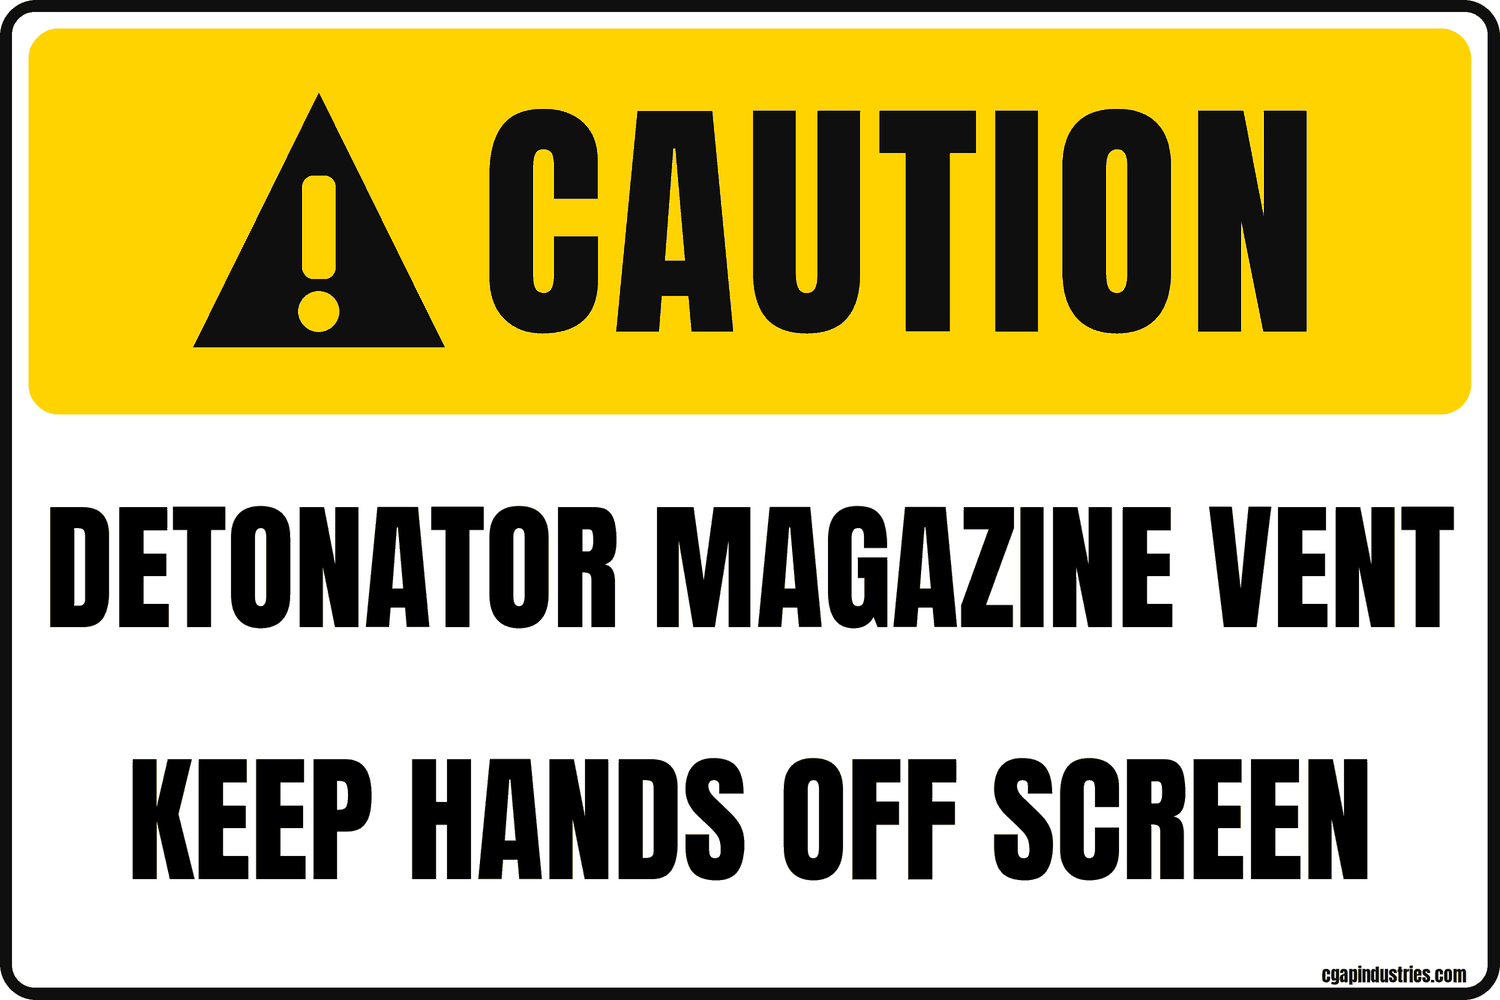 CAUTION
DETONATOR MAGAZINE VENT
KEEP HANDS OFF SCREEN
cgapindustries.com